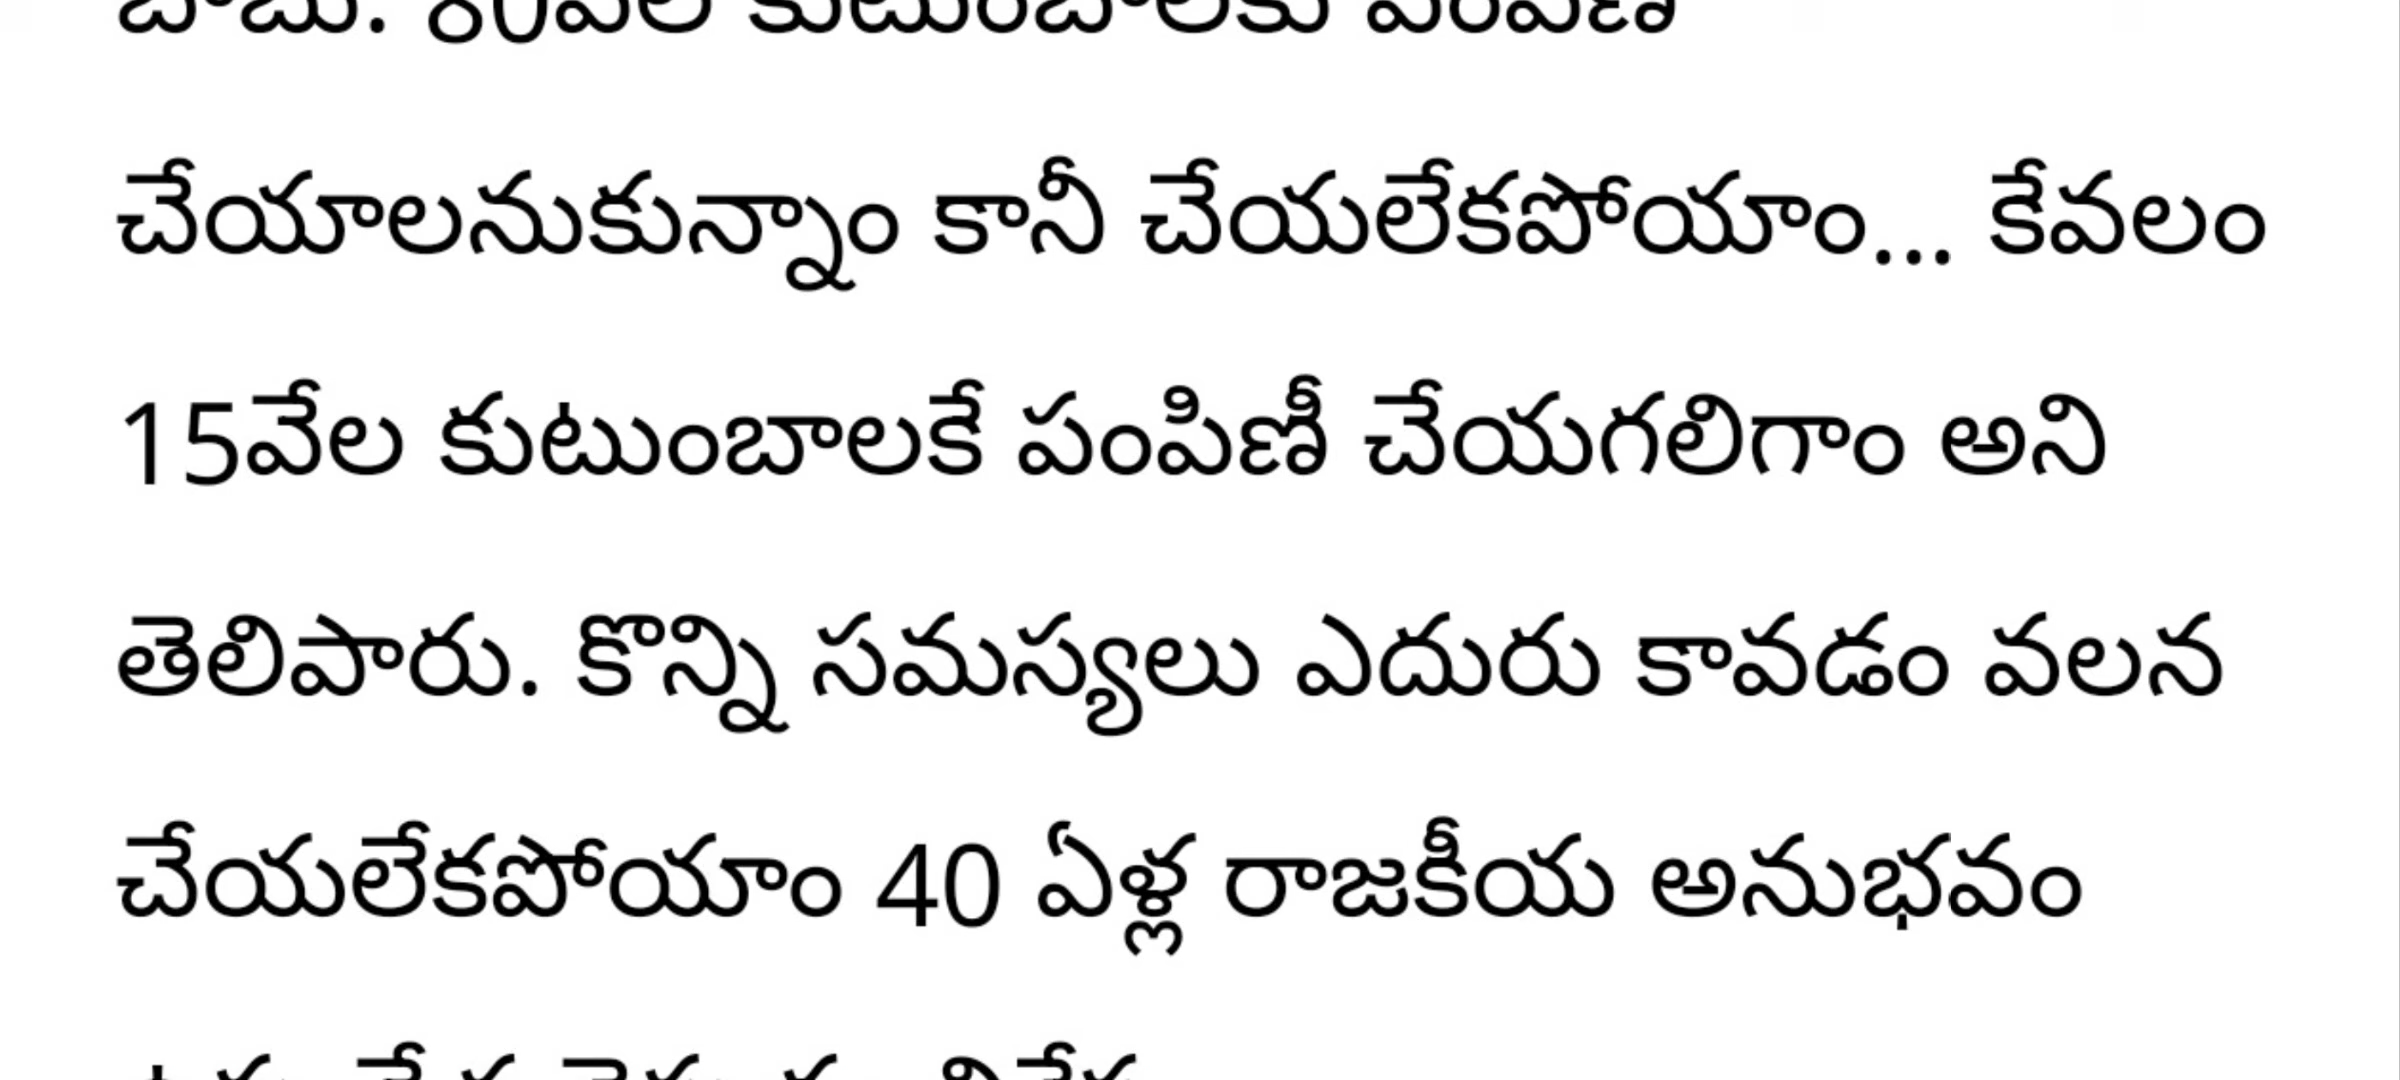 చేయాలనుకున్నాం కానీ చేయలేకపోయాం... కేవలం
15వేల కుటుంబాలకే పంపిణీ చేయగలిగాం అని
తెలిపారు. కొన్ని సమస్యలు ఎదురు కావడం వలన
చేయలేకపోయాం 40 ఏళ్ల రాజకీయ అనుభవం